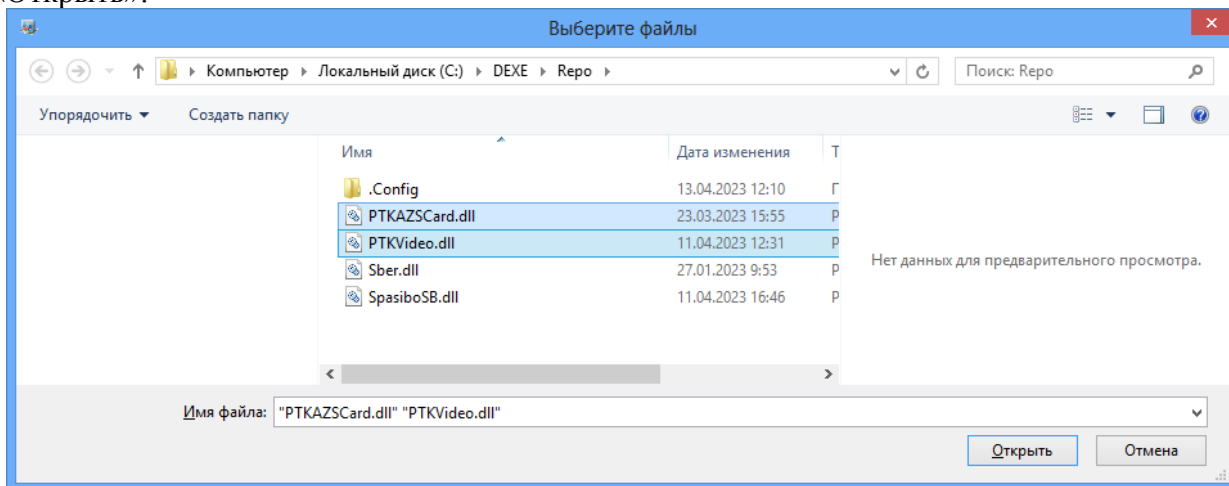 «Открыть».
Выберите файлы
Компьютер Локальный диск (C:) DEXE Repo Поиск: Repo
Упорядочить Создать папку
Имя Дата изменения Т
.Config 13.04.2023 12:10 Г
PTKAZSCard.dll 23.03.2023 15:55 Р
PTKVideo.dll 11.04.2023 12:31 Р
Sber.dll 27.01.2023 9:53 Р
SpasiboSB.dll 11.04.2023 16:46 Р
Нет данных для предварительного просмотра.
Имя файла: "PTKAZSCard.dll" "PTKVideo.dll"
Открыть Отмена